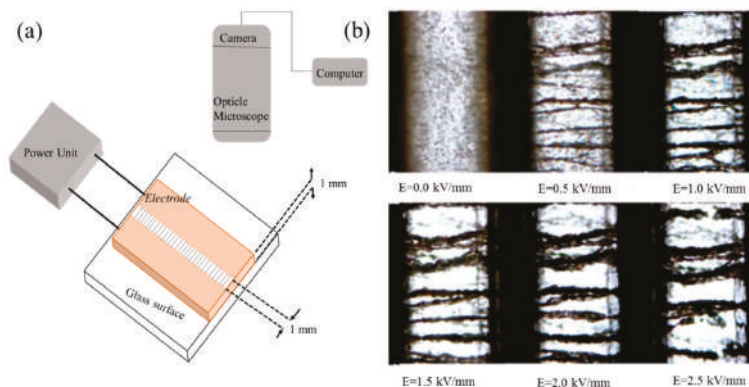 (a)
Camera
Computer
Opticle
Microscope
Power Unit
Electrode
1 mm
Glass surface
1 mm
(b)
E=0.0 kV/mm
E=0.5 kV/mm
E=1.0 kV/mm
E=1.5 kV/mm
E=2.0 kV/mm
E=2.5 kV/mm